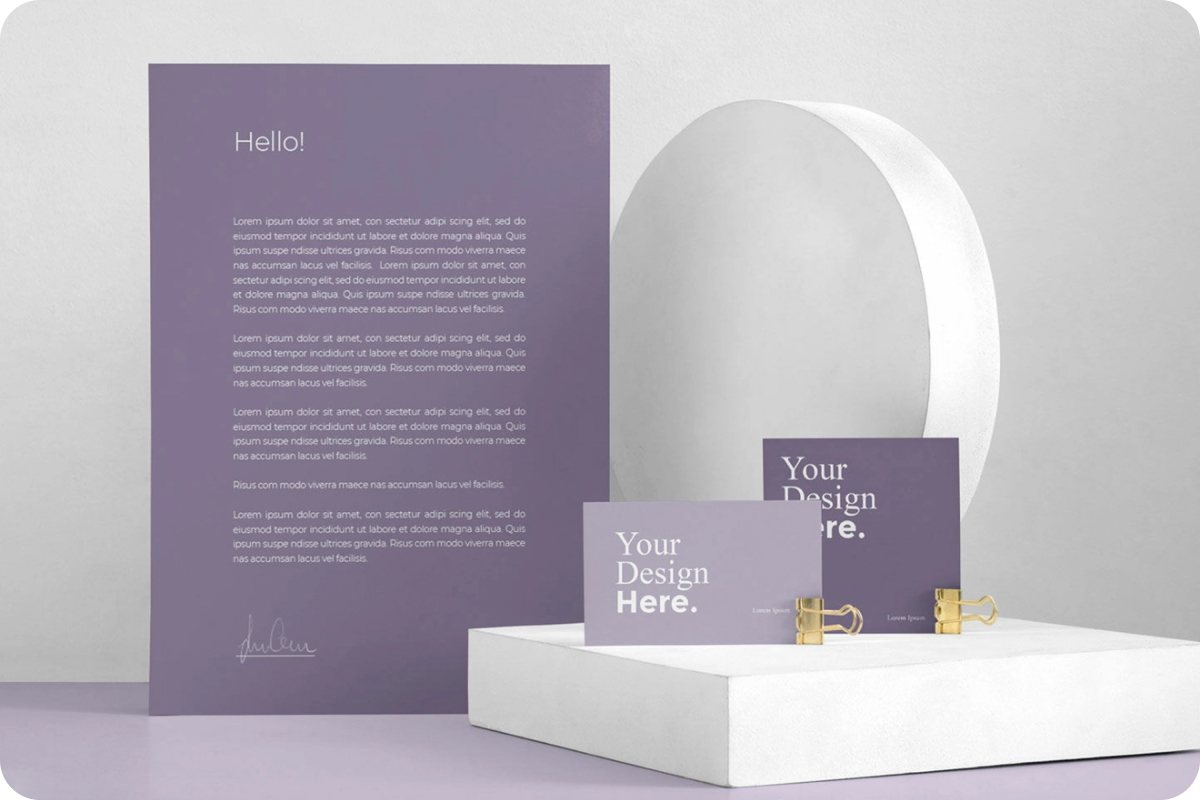 Hello!
Lorem ipsum dolor sit amet, con sectetur adipi scing elit, sed do
eiusmod tempor incididunt ut labore et dolore magna aliqua. Quis
ipsum suspe ndisse ultrices gravida. Risus com modo viverra maece
nas accumsan lacus vel facilisis. Lorem ipsum dolor sit amet, con
sectetur adipi scing elit, sed do eiusmod tempor incididunt ut labore
et dolore magna aliqua. Quis ipsum suspe ndisse ultrices gravida.
Risus com modo viverra maece nas accumsan lacus vel facilisis.
Lorem ipsum dolor sit amet, con sectetur adipi scing elit, sed do
eiusmod tempor incididunt ut labore et dolore magna aliqua. Quis
ipsum suspe ndisse ultrices gravida. Risus com modo viverra maece
nas accumsan lacus vel facilisis.
Lorem ipsum dolor sit amet, con sectetur adipi scing elit, sed do
eiusmod tempor incididunt ut labore et dolore magna aliqua. Quis
ipsum suspe ndisse ultrices gravida. Risus com modo viverra maece
nas accumsan lacus vel facilisis.
Risus com modo viverra maece nas accumsan lacus vel facilisis.
Lorem ipsum dolor sit amet, con sectetur adipi scing elit, sed do
eiusmod tempor incididunt ut labore et dolore magna aliqua. Quis
ipsum suspe ndisse ultrices gravida. Risus com modo viverra maece
nas accumsan lacus vel facilisis.
Your
Design
Here.
Lorem Ipsum
Your
Design
ere.
Lorem Ipsum